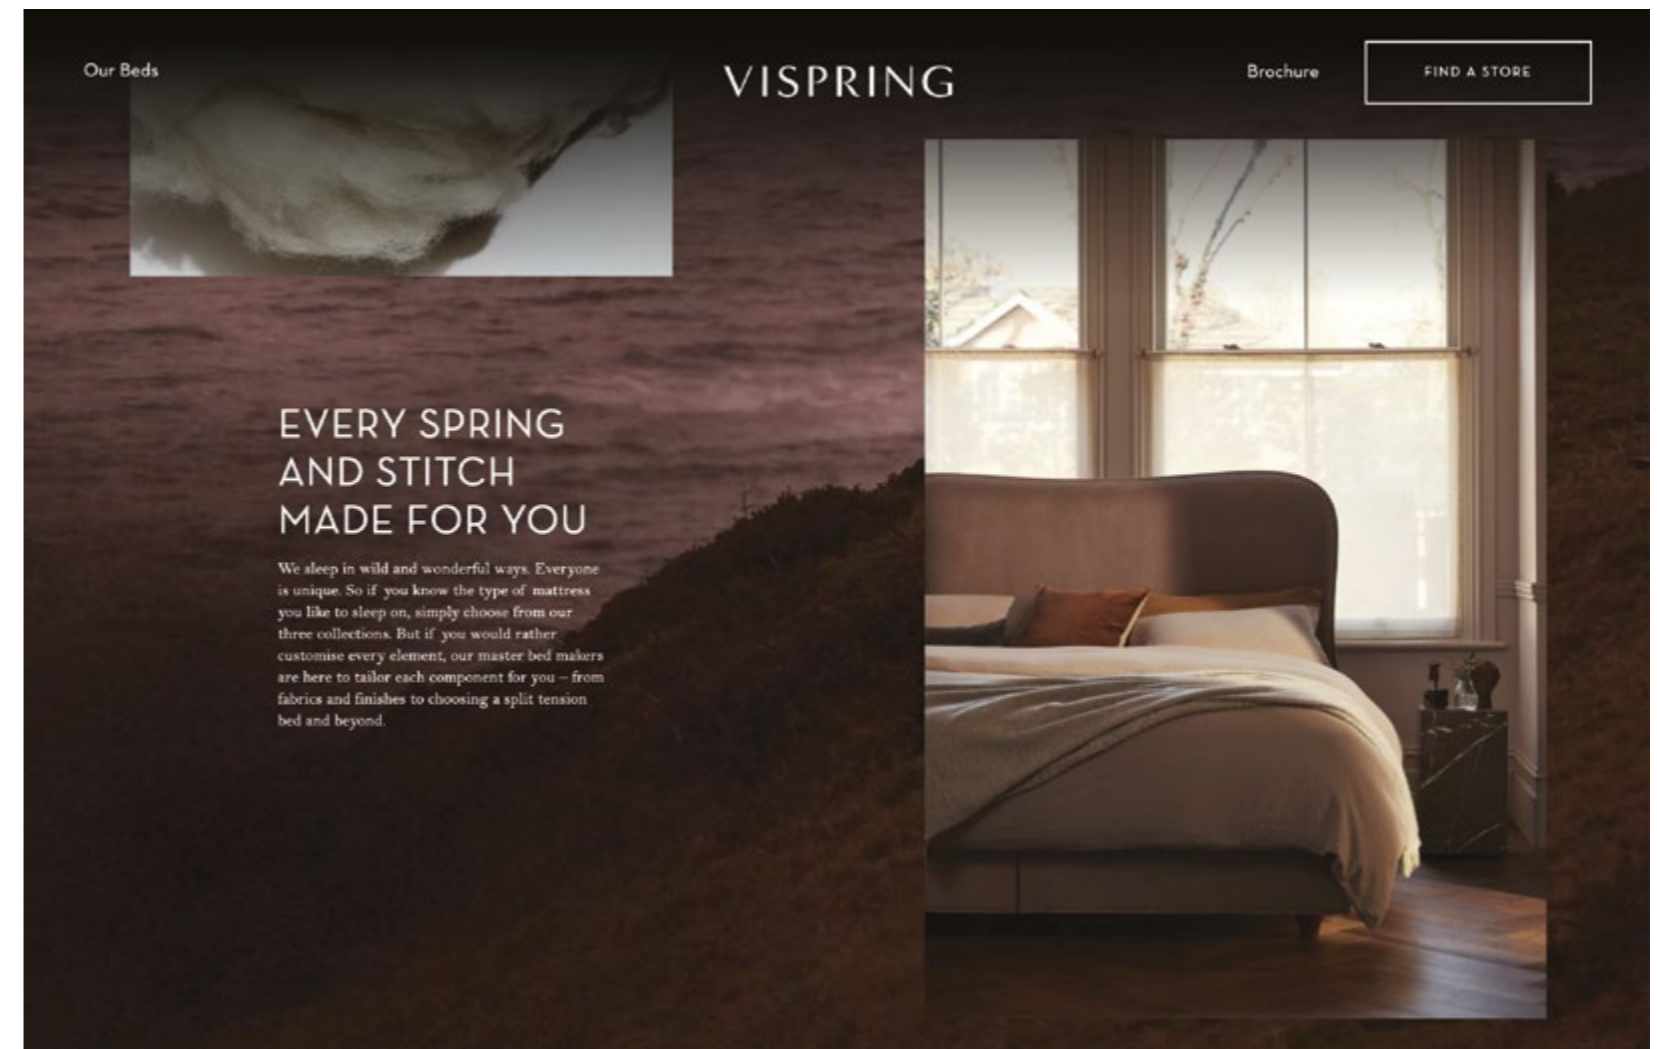 Our Beds
VISPRING
Brochure
FIND A STORE
EVERY SPRING
AND STITCH
MADE FOR YOU
We sleep in wild and wonderful ways. Everyone
is unique. So if you know the type of mattress
you like to sleep on, simply choose from our
three collections. But if you would rather
customise every element, our master bed makers
are here to tailor each component for you – from
fabrics and finishes to choosing a split tension
bed and beyond.